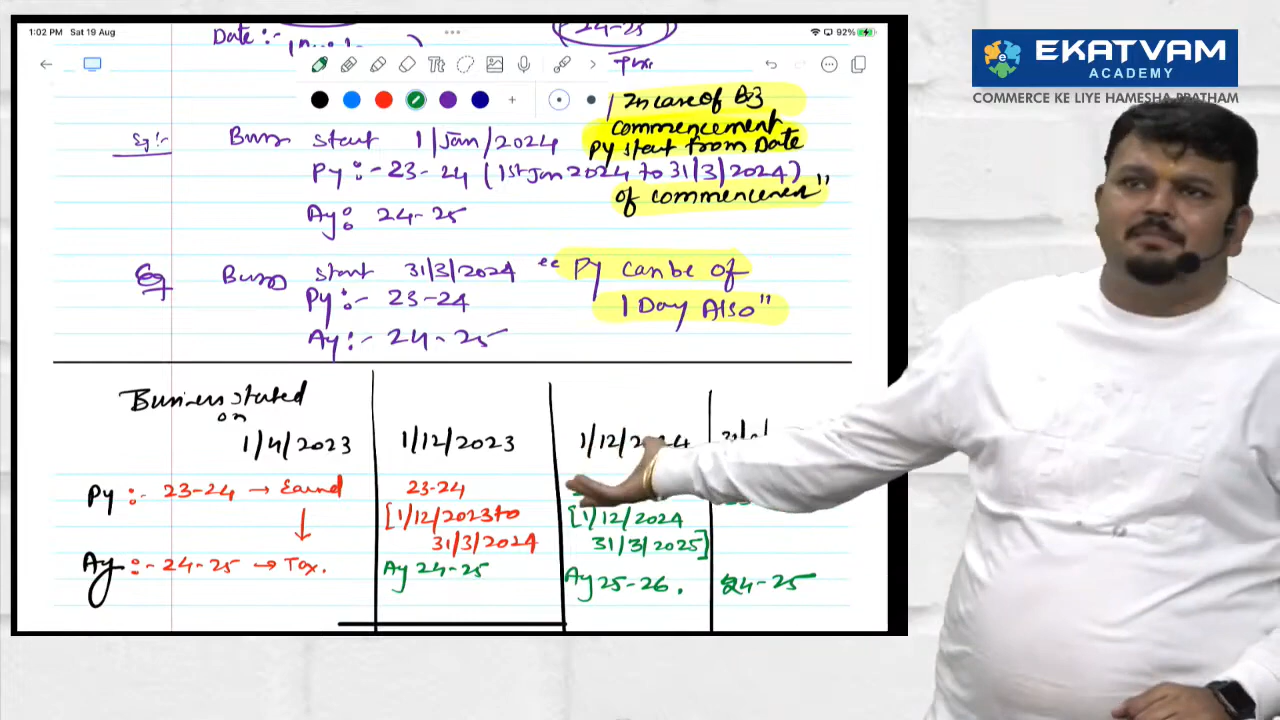 1:02 PM Sat 19 Aug
92%
Date :-
24-25
EKATVAM
ACADEMY
COMMERCE KE LIYE HAMESHA PRATHAM
Eg :-
start 1/Jan/2024
In case of
commencement
Py start from Date
of commencement"
Py :- 23-24 (1st Jan 2024 to 31/3/2024)
Ay: 24-25
start 31/3/2024
"Py can be of
1 Day Also"
Py :- 23-24
Ay :- 24-25
Business started
on
1/4/2023
1/12/2023
1/12/2024
Py :- 23-24 → Earned
23-24
[1/12/2023 to
31/3/2024
[1/12/2024
31/3/2025]
Ay :- 24-25 → Tax.
Ay 24-25
Ay 25-26.
24-25